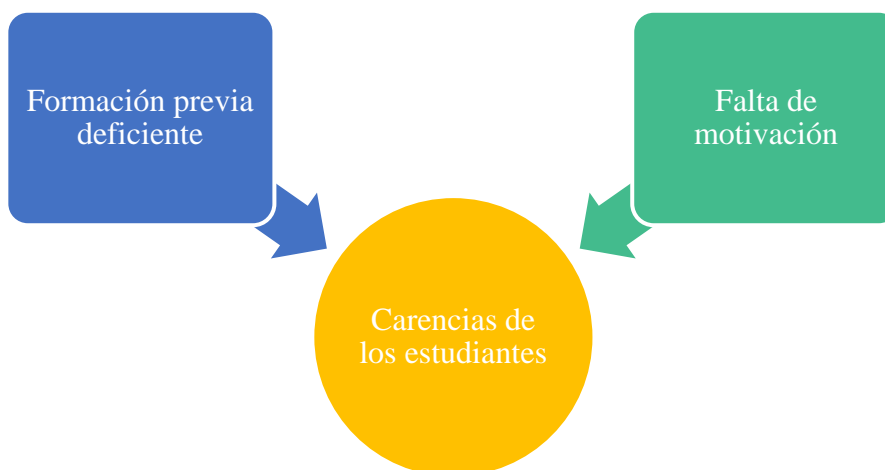 Formación previa
deficiente
Falta de
motivación
Carencias de
los estudiantes